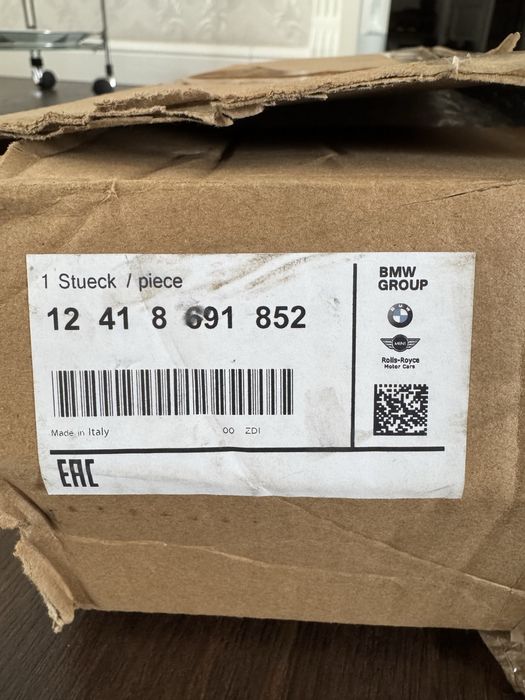 1 Stueck / piece
12 41 8 691 852
Made in Italy 00 ZDI
EAC
BMW
GROUP
BMW
MINI
Rolls-Royce
Motor Cars